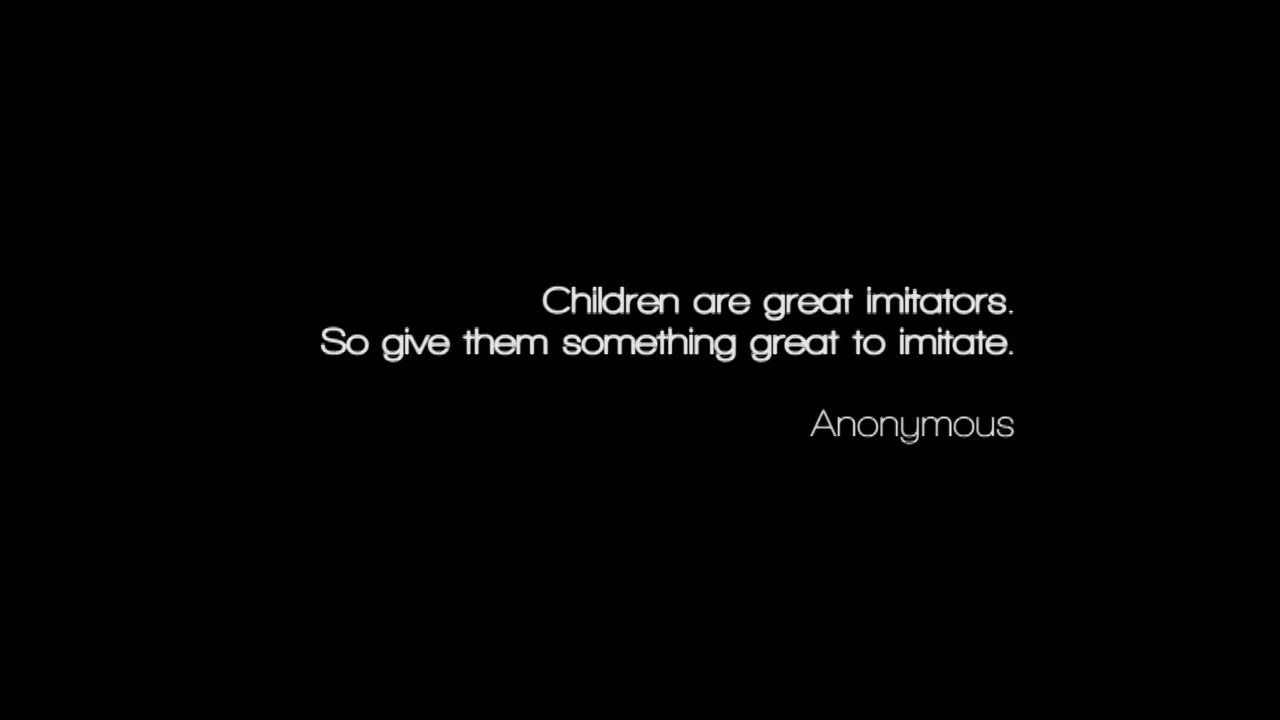 Children are great imitators.
So give them something great to imitate.
Anonymous